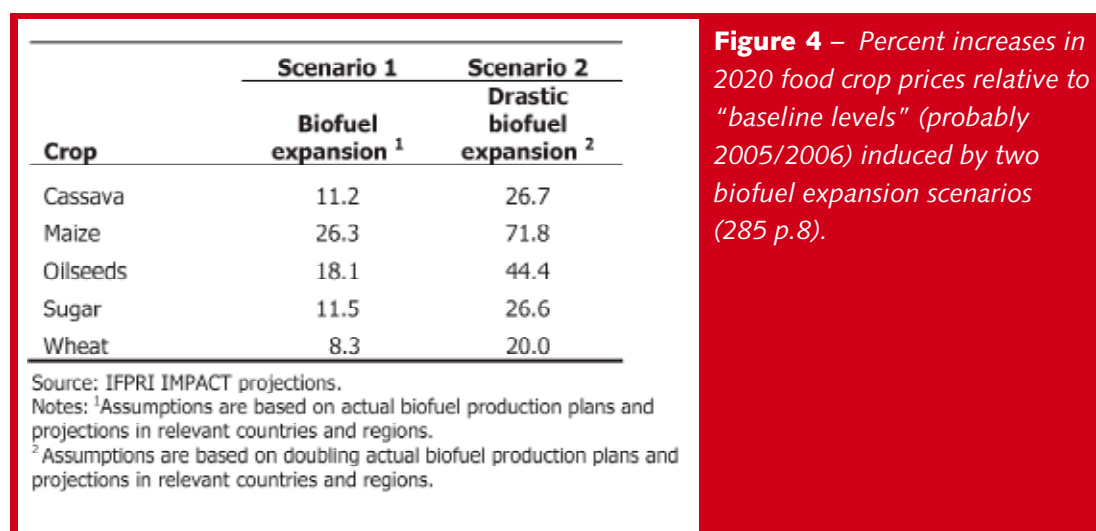 Scenario 1 Scenario 2
Crop Biofuel expansion 1 Drastic biofuel expansion 2
Cassava 11.2 26.7
Maize 26.3 71.8
Oilseeds 18.1 44.4
Sugar 11.5 26.6
Wheat 8.3 20.0
Source: IFPRI IMPACT projections.
Notes: 1Assumptions are based on actual biofuel production plans and
projections in relevant countries and regions.
2 Assumptions are based on doubling actual biofuel production plans and
projections in relevant countries and regions.
Figure 4 – Percent increases in
2020 food crop prices relative to
“baseline levels” (probably
2005/2006) induced by two
biofuel expansion scenarios
(285 p.8).